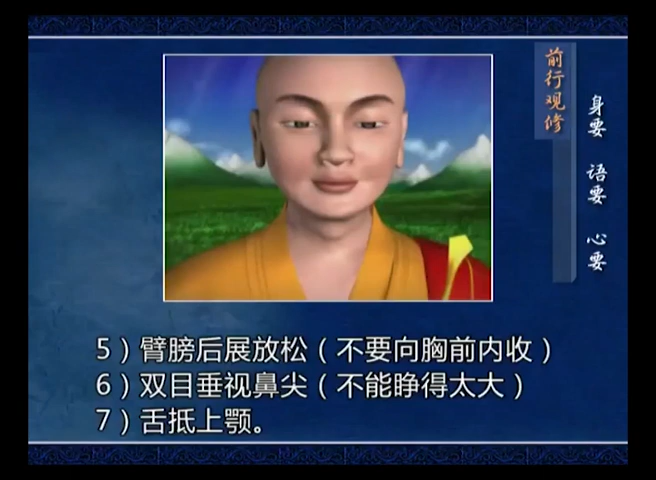 前行观修
身要 语要 心要
5）臂膀后展放松（不要向胸前内收）
6）双目垂视鼻尖（不能睁得太大）
7）舌抵上颚。